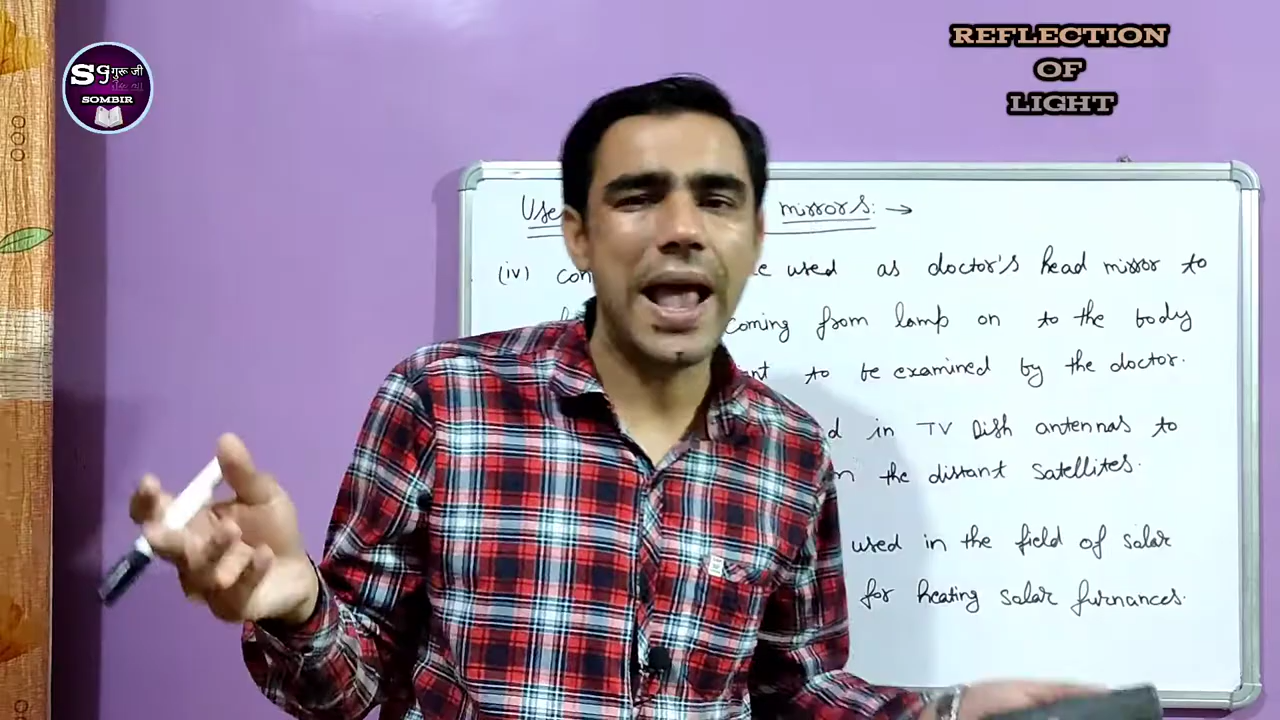 SG गुरू जी
SOMBIR
REFLECTION
OF
LIGHT
Use mirrors: →
(iv) con used as doctor's head mirror to
coming from lamp on to the body
to be examined by the doctor.
in TV Dish antennas to
the distant satellites.
used in the field of solar
for heating solar furnances.